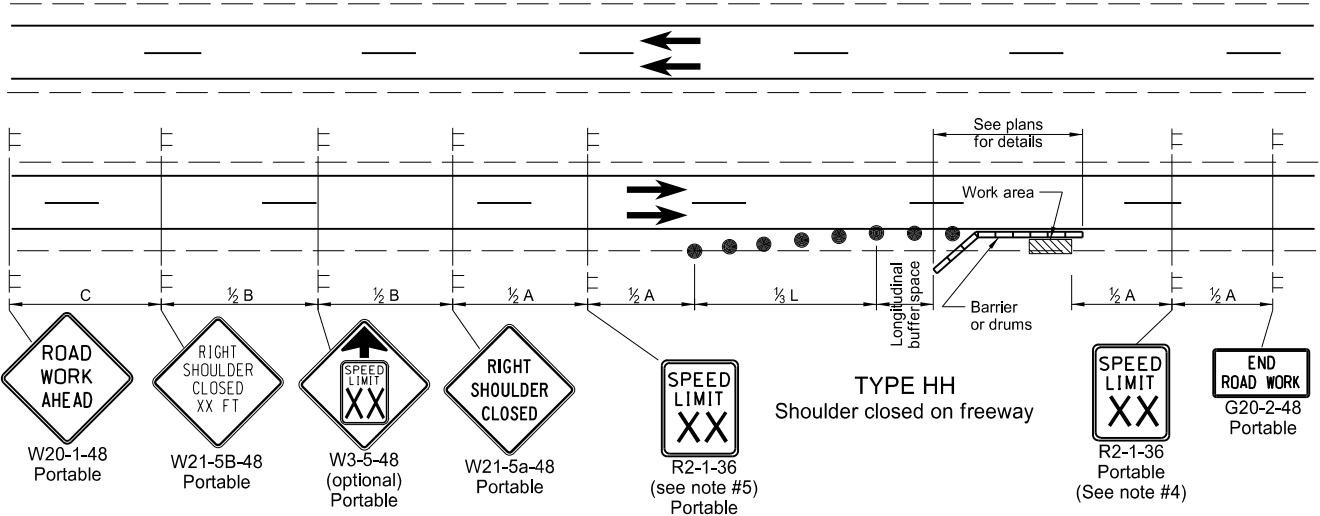 See plans
for details
Work area
C
½ B
½ B
½ A
½ A
⅓ L
Longitudinal
buffer space
Barrier
or drums
½ A
½ A
ROAD
WORK
AHEAD
W20-1-48
Portable
RIGHT
SHOULDER
CLOSED
XX FT
W21-5B-48
Portable
SPEED
LIMIT
XX
W3-5-48
(optional)
Portable
RIGHT
SHOULDER
CLOSED
W21-5a-48
Portable
SPEED
LIMIT
XX
R2-1-36
(see note #5)
Portable
TYPE HH
Shoulder closed on freeway
SPEED
LIMIT
XX
R2-1-36
Portable
(See note #4)
END
ROAD WORK
G20-2-48
Portable